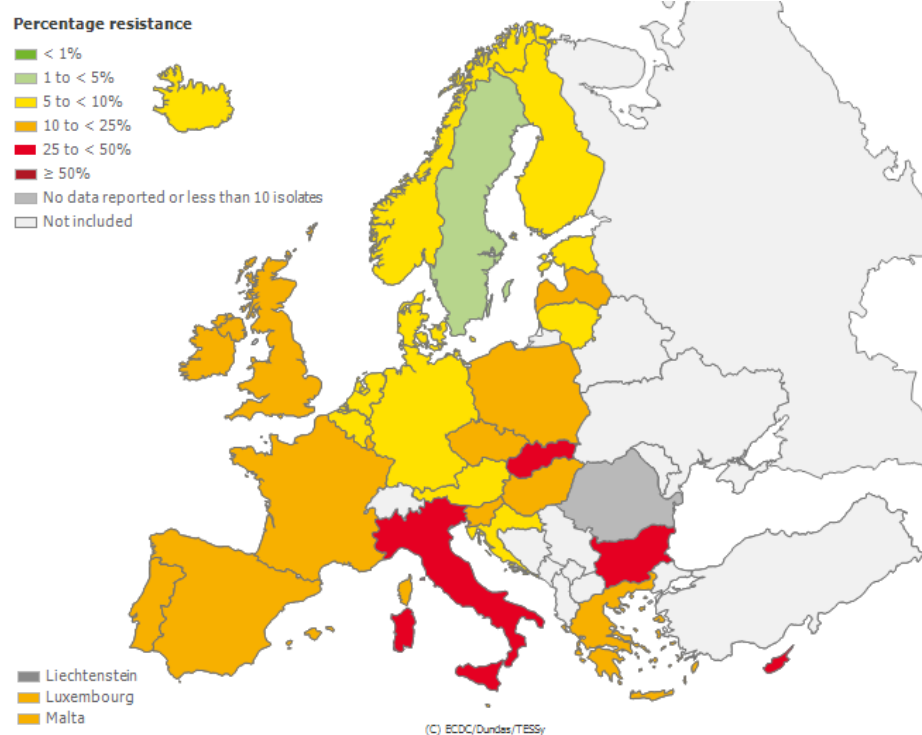 Percentage resistance
< 1%
1 to < 5%
5 to < 10%
10 to < 25%
25 to < 50%
≥ 50%
No data reported or less than 10 isolates
Not included
Liechtenstein
Luxembourg
Malta
(C) ECDC/Dundas/TESSy